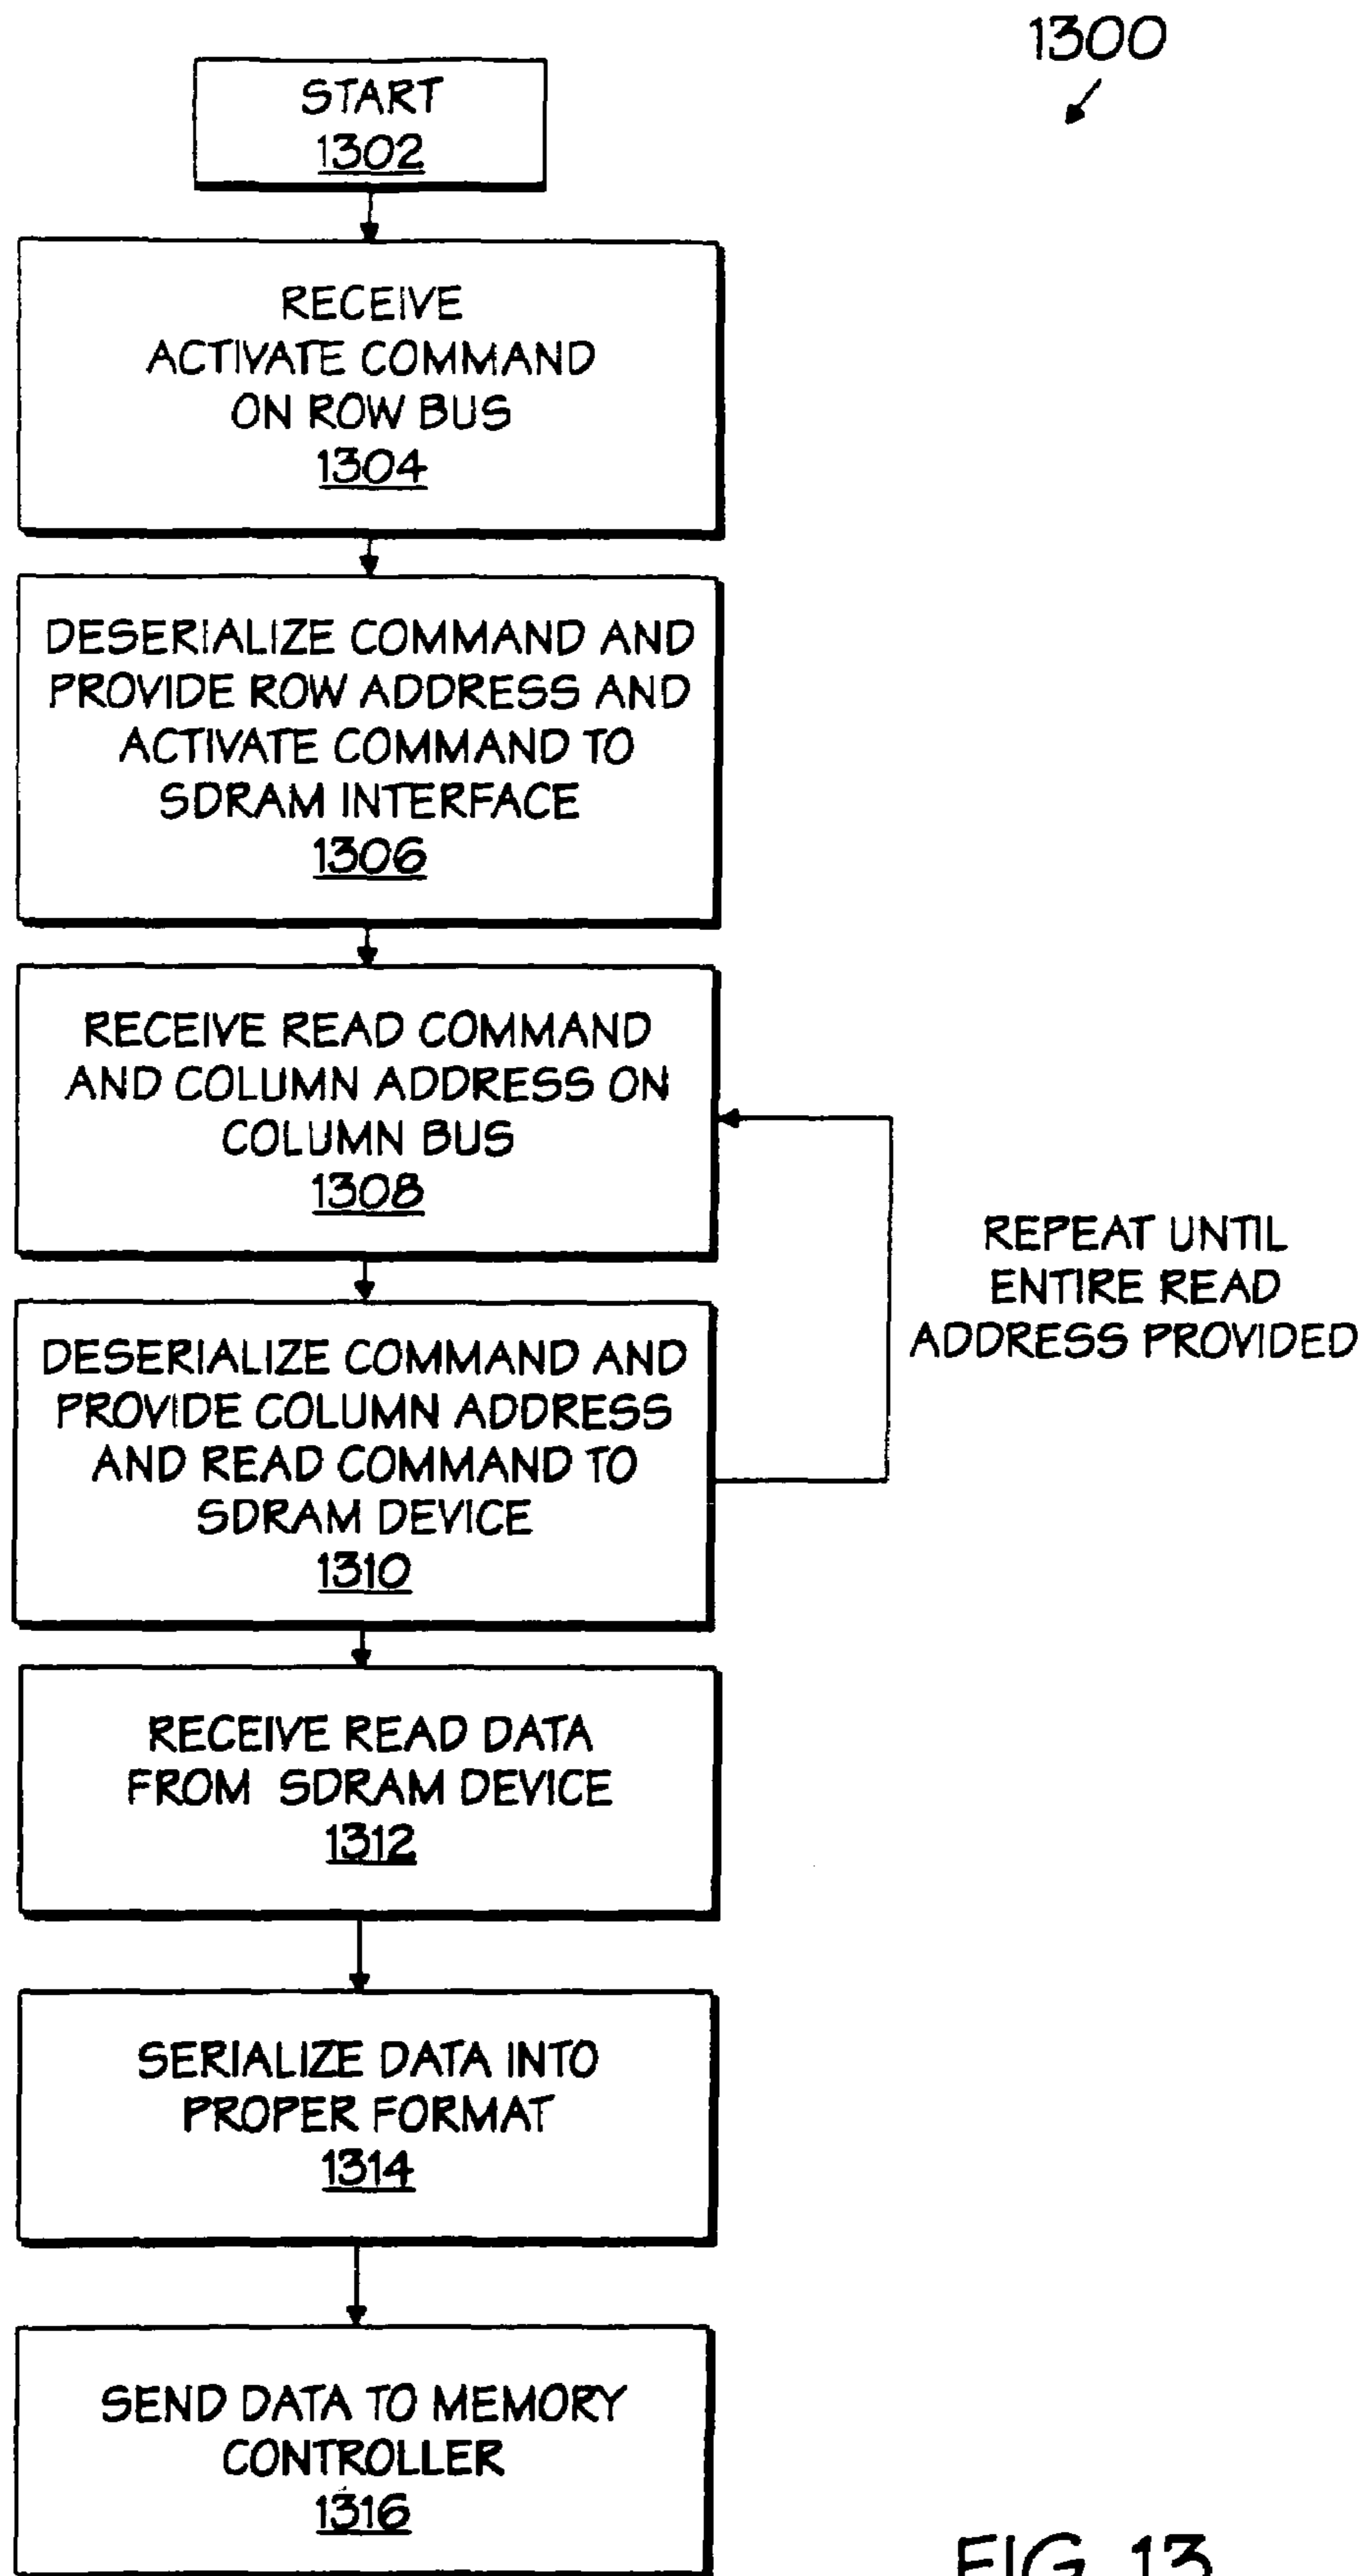 1300
START
1302
RECEIVE
ACTIVATE COMMAND
ON ROW BUS
1304
DESERIALIZE COMMAND AND
PROVIDE ROW ADDRESS AND
ACTIVATE COMMAND TO
SDRAM INTERFACE
1306
RECEIVE READ COMMAND
AND COLUMN ADDRESS ON
COLUMN BUS
1308
REPEAT UNTIL
ENTIRE READ
ADDRESS PROVIDED
DESERIALIZE COMMAND AND
PROVIDE COLUMN ADDRESS
AND READ COMMAND TO
SDRAM DEVICE
1310
RECEIVE READ DATA
FROM SDRAM DEVICE
1312
SERIALIZE DATA INTO
PROPER FORMAT
1314
SEND DATA TO MEMORY
CONTROLLER
1316
FIG. 13